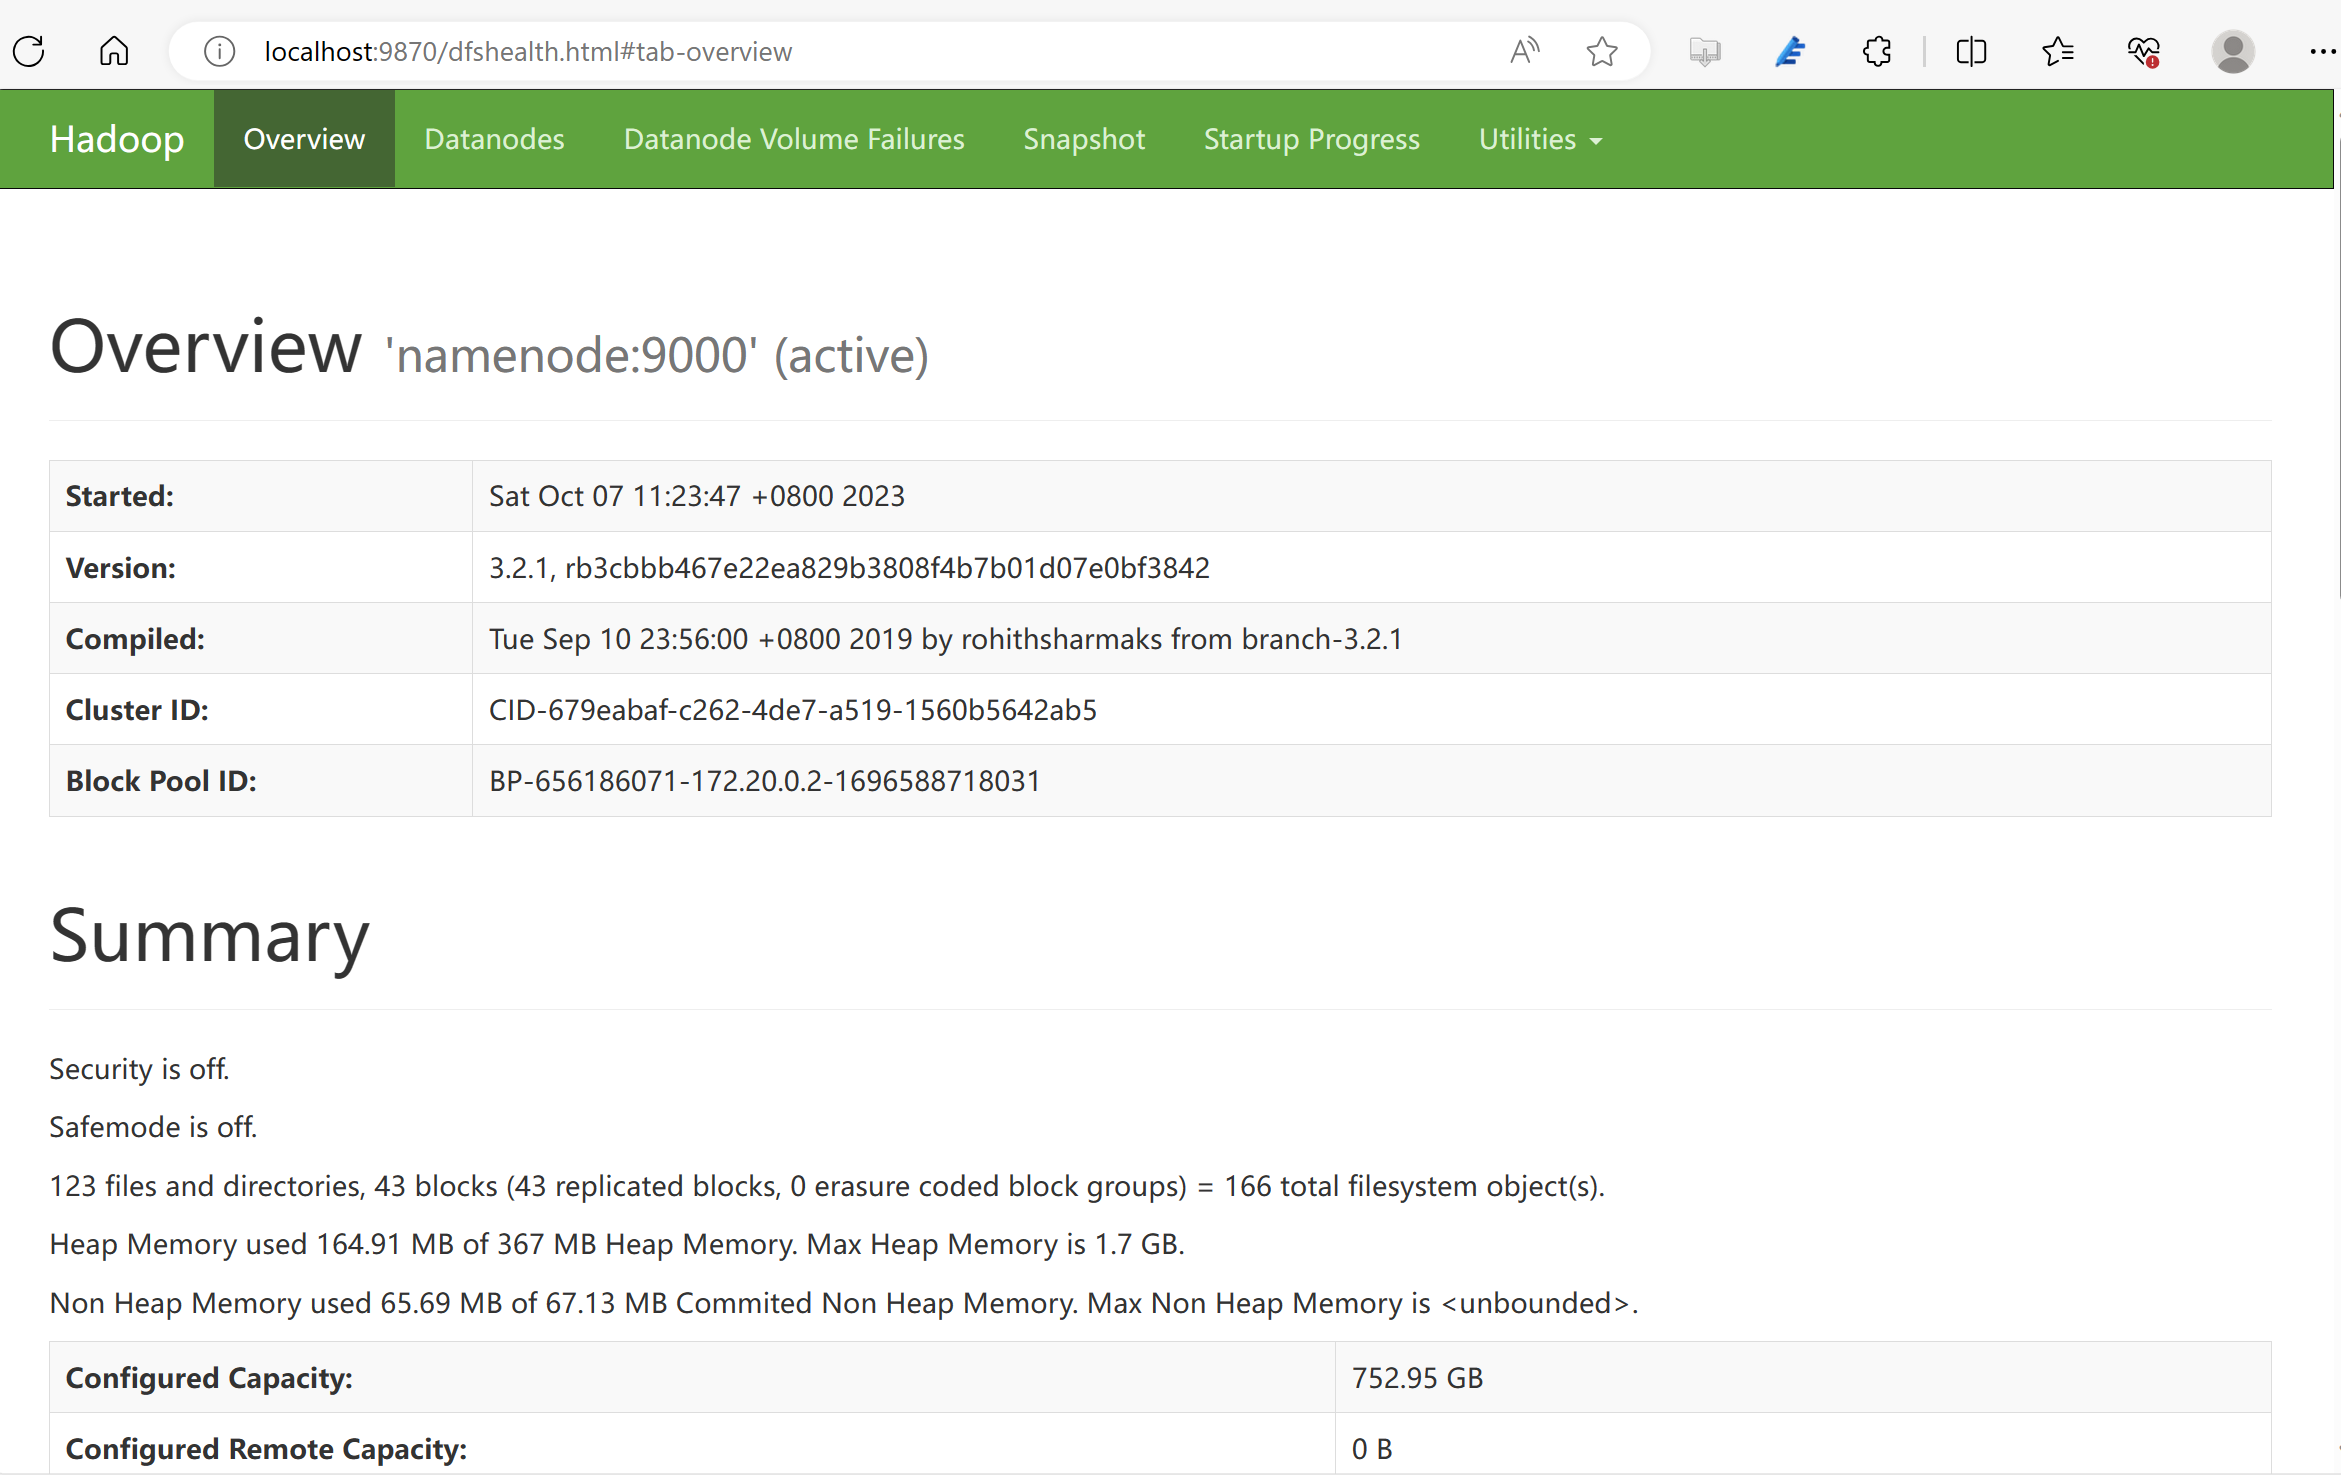 localhost:9870/dfshealth.html#tab-overview
Hadoop Overview Datanodes Datanode Volume Failures Snapshot Startup Progress Utilities
Overview 'namenode:9000' (active)
Started: Sat Oct 07 11:23:47 +0800 2023
Version: 3.2.1, rb3cbbb467e22ea829b3808f4b7b01d07e0bf3842
Compiled: Tue Sep 10 23:56:00 +0800 2019 by rohithsharmaks from branch-3.2.1
Cluster ID: CID-679eabaf-c262-4de7-a519-1560b5642ab5
Block Pool ID: BP-656186071-172.20.0.2-1696588718031
Summary
Security is off.
Safemode is off.
123 files and directories, 43 blocks (43 replicated blocks, 0 erasure coded block groups) = 166 total filesystem object(s).
Heap Memory used 164.91 MB of 367 MB Heap Memory. Max Heap Memory is 1.7 GB.
Non Heap Memory used 65.69 MB of 67.13 MB Commited Non Heap Memory. Max Non Heap Memory is <unbounded>.
Configured Capacity: 752.95 GB
Configured Remote Capacity: 0 B